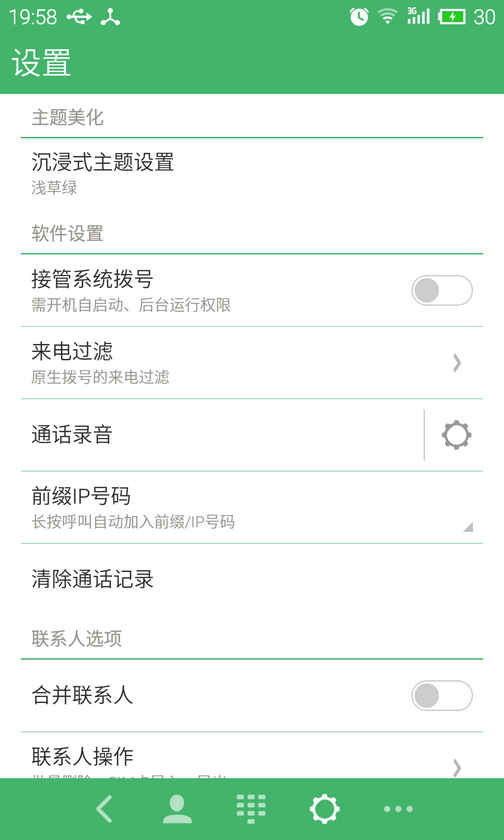 19:58
3G
30
设置
主题美化
沉浸式主题设置
浅草绿
软件设置
接管系统拨号
需开机自启动、后台运行权限
来电过滤
原生拨号的来电过滤
通话录音
前缀IP号码
长按呼叫自动加入前缀/IP号码
清除通话记录
联系人选项
合并联系人
联系人操作